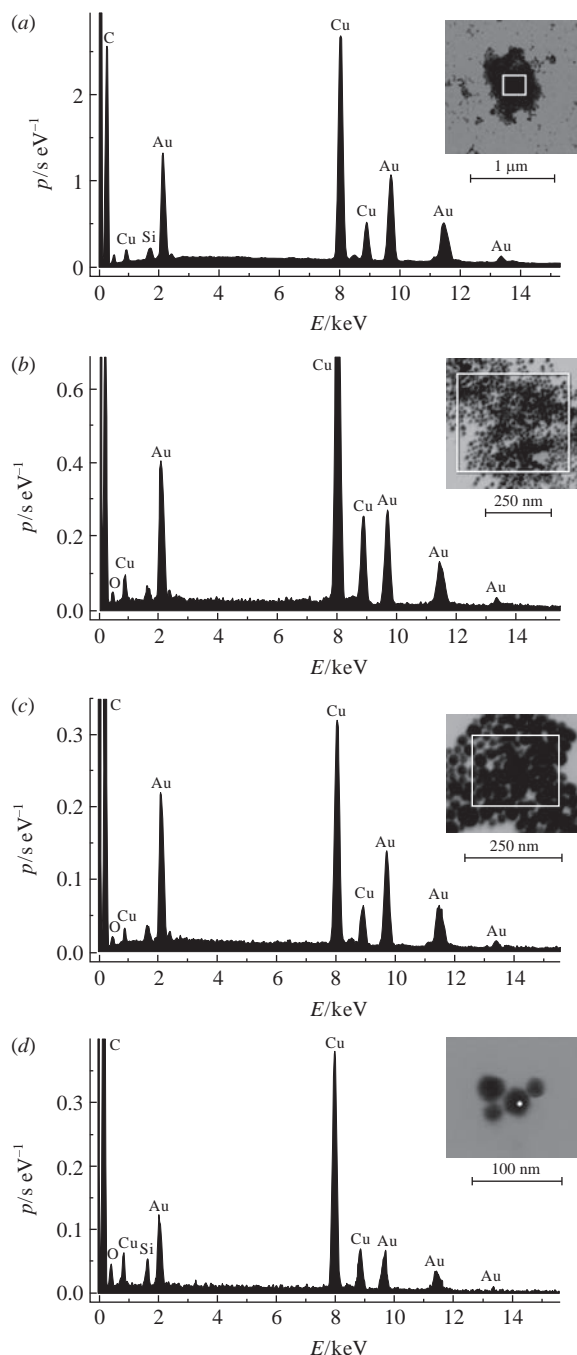 (a)
C
Cu
Au
Cu
Si
Cu
Au
Au
Au
p/s eV⁻¹
2
1
0
0 2 4 6 8 10 12 14
E/keV
1 μm
(b)
Cu
Au
O
Cu
Cu
Au
Au
Au
p/s eV⁻¹
0.6
0.4
0.2
0.0
0 2 4 6 8 10 12 14
E/keV
250 nm
(c)
C
Cu
Au
O
Cu
Cu
Au
Au
Au
p/s eV⁻¹
0.3
0.2
0.1
0.0
0 2 4 6 8 10 12 14
E/keV
250 nm
(d)
C
Cu
O
Cu
Si
Au
Cu
Au
Au
Au
p/s eV⁻¹
0.3
0.2
0.1
0.0
0 2 4 6 8 10 12 14
E/keV
100 nm